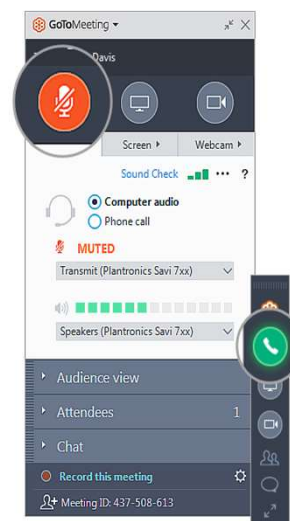 GoToMeeting
Davis
Screen
Webcam
Sound Check ?
Computer audio
Phone call
MUTED
Transmit (Plantronics Savi 7xx)
Speakers (Plantronics Savi 7xx)
Audience view
Attendees 1
Chat
Record this meeting
Meeting ID: 437-508-613